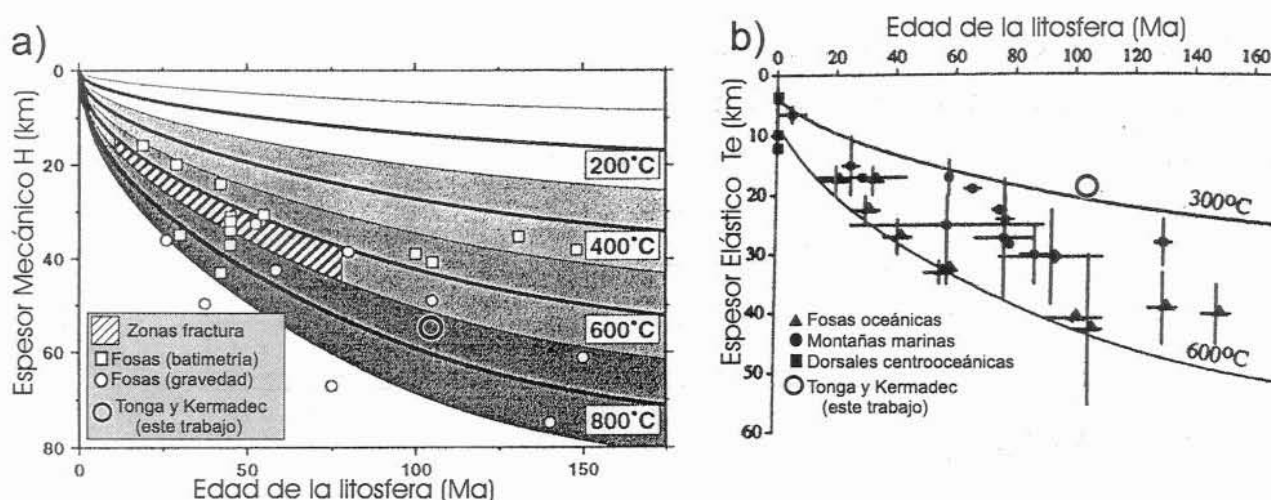 a)
Espesor Mecánico H (km)
0
20
40
60
80
200°C
400°C
600°C
800°C
Zonas fractura
Fosas (batimetría)
Fosas (gravedad)
Tonga y Kermadec
(este trabajo)
0
50
100
150
Edad de la litosfera (Ma)
b)
Edad de la litosfera (Ma)
0
20
40
60
80
100
120
140
160
Espesor Elástico Te (km)
0
10
20
30
40
50
60
300°C
600°C
Fosas oceánicas
Montañas marinas
Dorsales centrooceánicas
Tonga y Kermadec
(este trabajo)